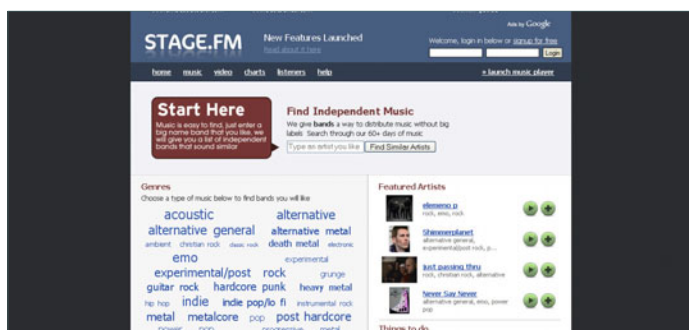 Ads by Google
STAGE.FM
New Features Launched
Read about it here
Welcome, login in below or signup for free
Login
home music video charts listeners help
+ launch music player
Start Here
Music is easy to find, just enter a
big name band that you like, we
will give you a list of independent
bands that sound similar
Find Independent Music
We give bands a way to distribute music without big
labels Search through our 60+ days of music
Type an artist you like Find Similar Artists
Genres
Choose a type of music below to find bands you will like
acoustic alternative
alternative general alternative metal
ambient christian rock classic rock death metal electronic
emo experimental
experimental/post rock grunge
guitar rock hardcore punk heavy metal
hip hop indie indie pop/lo fi instrumental rock
metal metalcore pop post hardcore
power pop progressive metal
Featured Artists
elemeno p
rock, emo, rock
Shimmerplanet
alternative general,
experimental/post rock, p...
just passing thru
rock, christian rock, alternative
Never Say Never
alternative general, emo, power
pop
Things to do